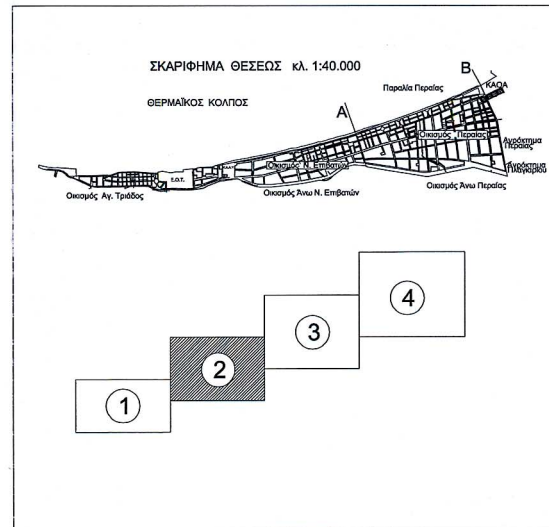 ΣΚΑΡΙΦΗΜΑ ΘΕΣΕΩΣ κλ. 1:40.000
ΘΕΡΜΑΪΚΟΣ ΚΟΛΠΟΣ
Παραλία Περαίας
Α
Β
ΚΑΟΑ
Οικισμός Περαίας
Αγρόκτημα
Περαίας
Αγρόκτημα
Πλαγιαρίου
Οικισμός Ν. Επιβατών
Ε.Ο.Τ.
Οικισμός Αγ. Τριάδος
Οικισμός Άνω Ν. Επιβατών
Οικισμός Άνω Περαίας
4
3
2
1